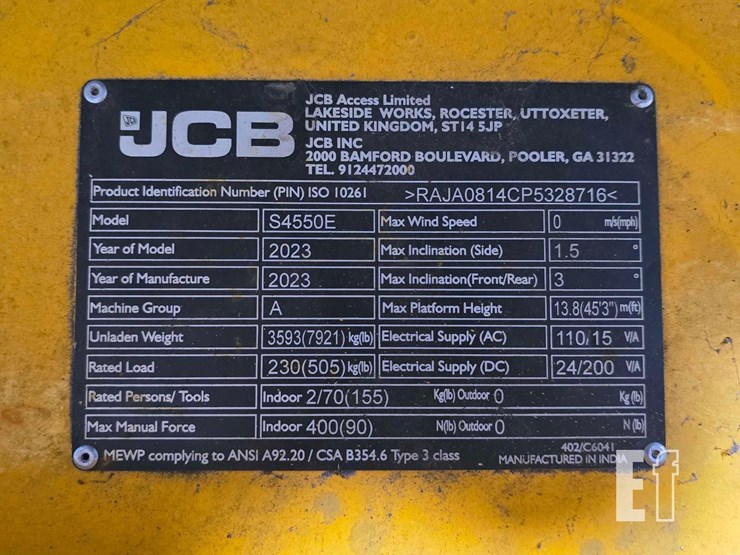 JCB
JCB
JCB Access Limited
LAKESIDE WORKS, ROCESTER, UTTOXETER,
UNITED KINGDOM, ST14 5JP
JCB INC
2000 BAMFORD BOULEVARD, POOLER, GA 31322
TEL. 9124472000
Product Identification Number (PIN) ISO 10261 >RAJA0814CP5328716<
Model S4550E Max Wind Speed 0 m/s(mph)
Year of Model 2023 Max Inclination (Side) 1.5 °
Year of Manufacture 2023 Max Inclination(Front/Rear) 3 °
Machine Group A Max Platform Height 13.8(45'3") m(ft)
Unladen Weight 3593(7921) kg(lb) Electrical Supply (AC) 110/15 V/A
Rated Load 230(505) kg(lb) Electrical Supply (DC) 24/200 V/A
Rated Persons/ Tools Indoor 2/70(155) Kg(lb) Outdoor 0 Kg (lb)
Max Manual Force Indoor 400(90) N(lb) Outdoor 0 N (lb)
MEWP complying to ANSI A92.20 / CSA B354.6 Type 3 class
402/C6041
MANUFACTURED IN INDIA
Ef